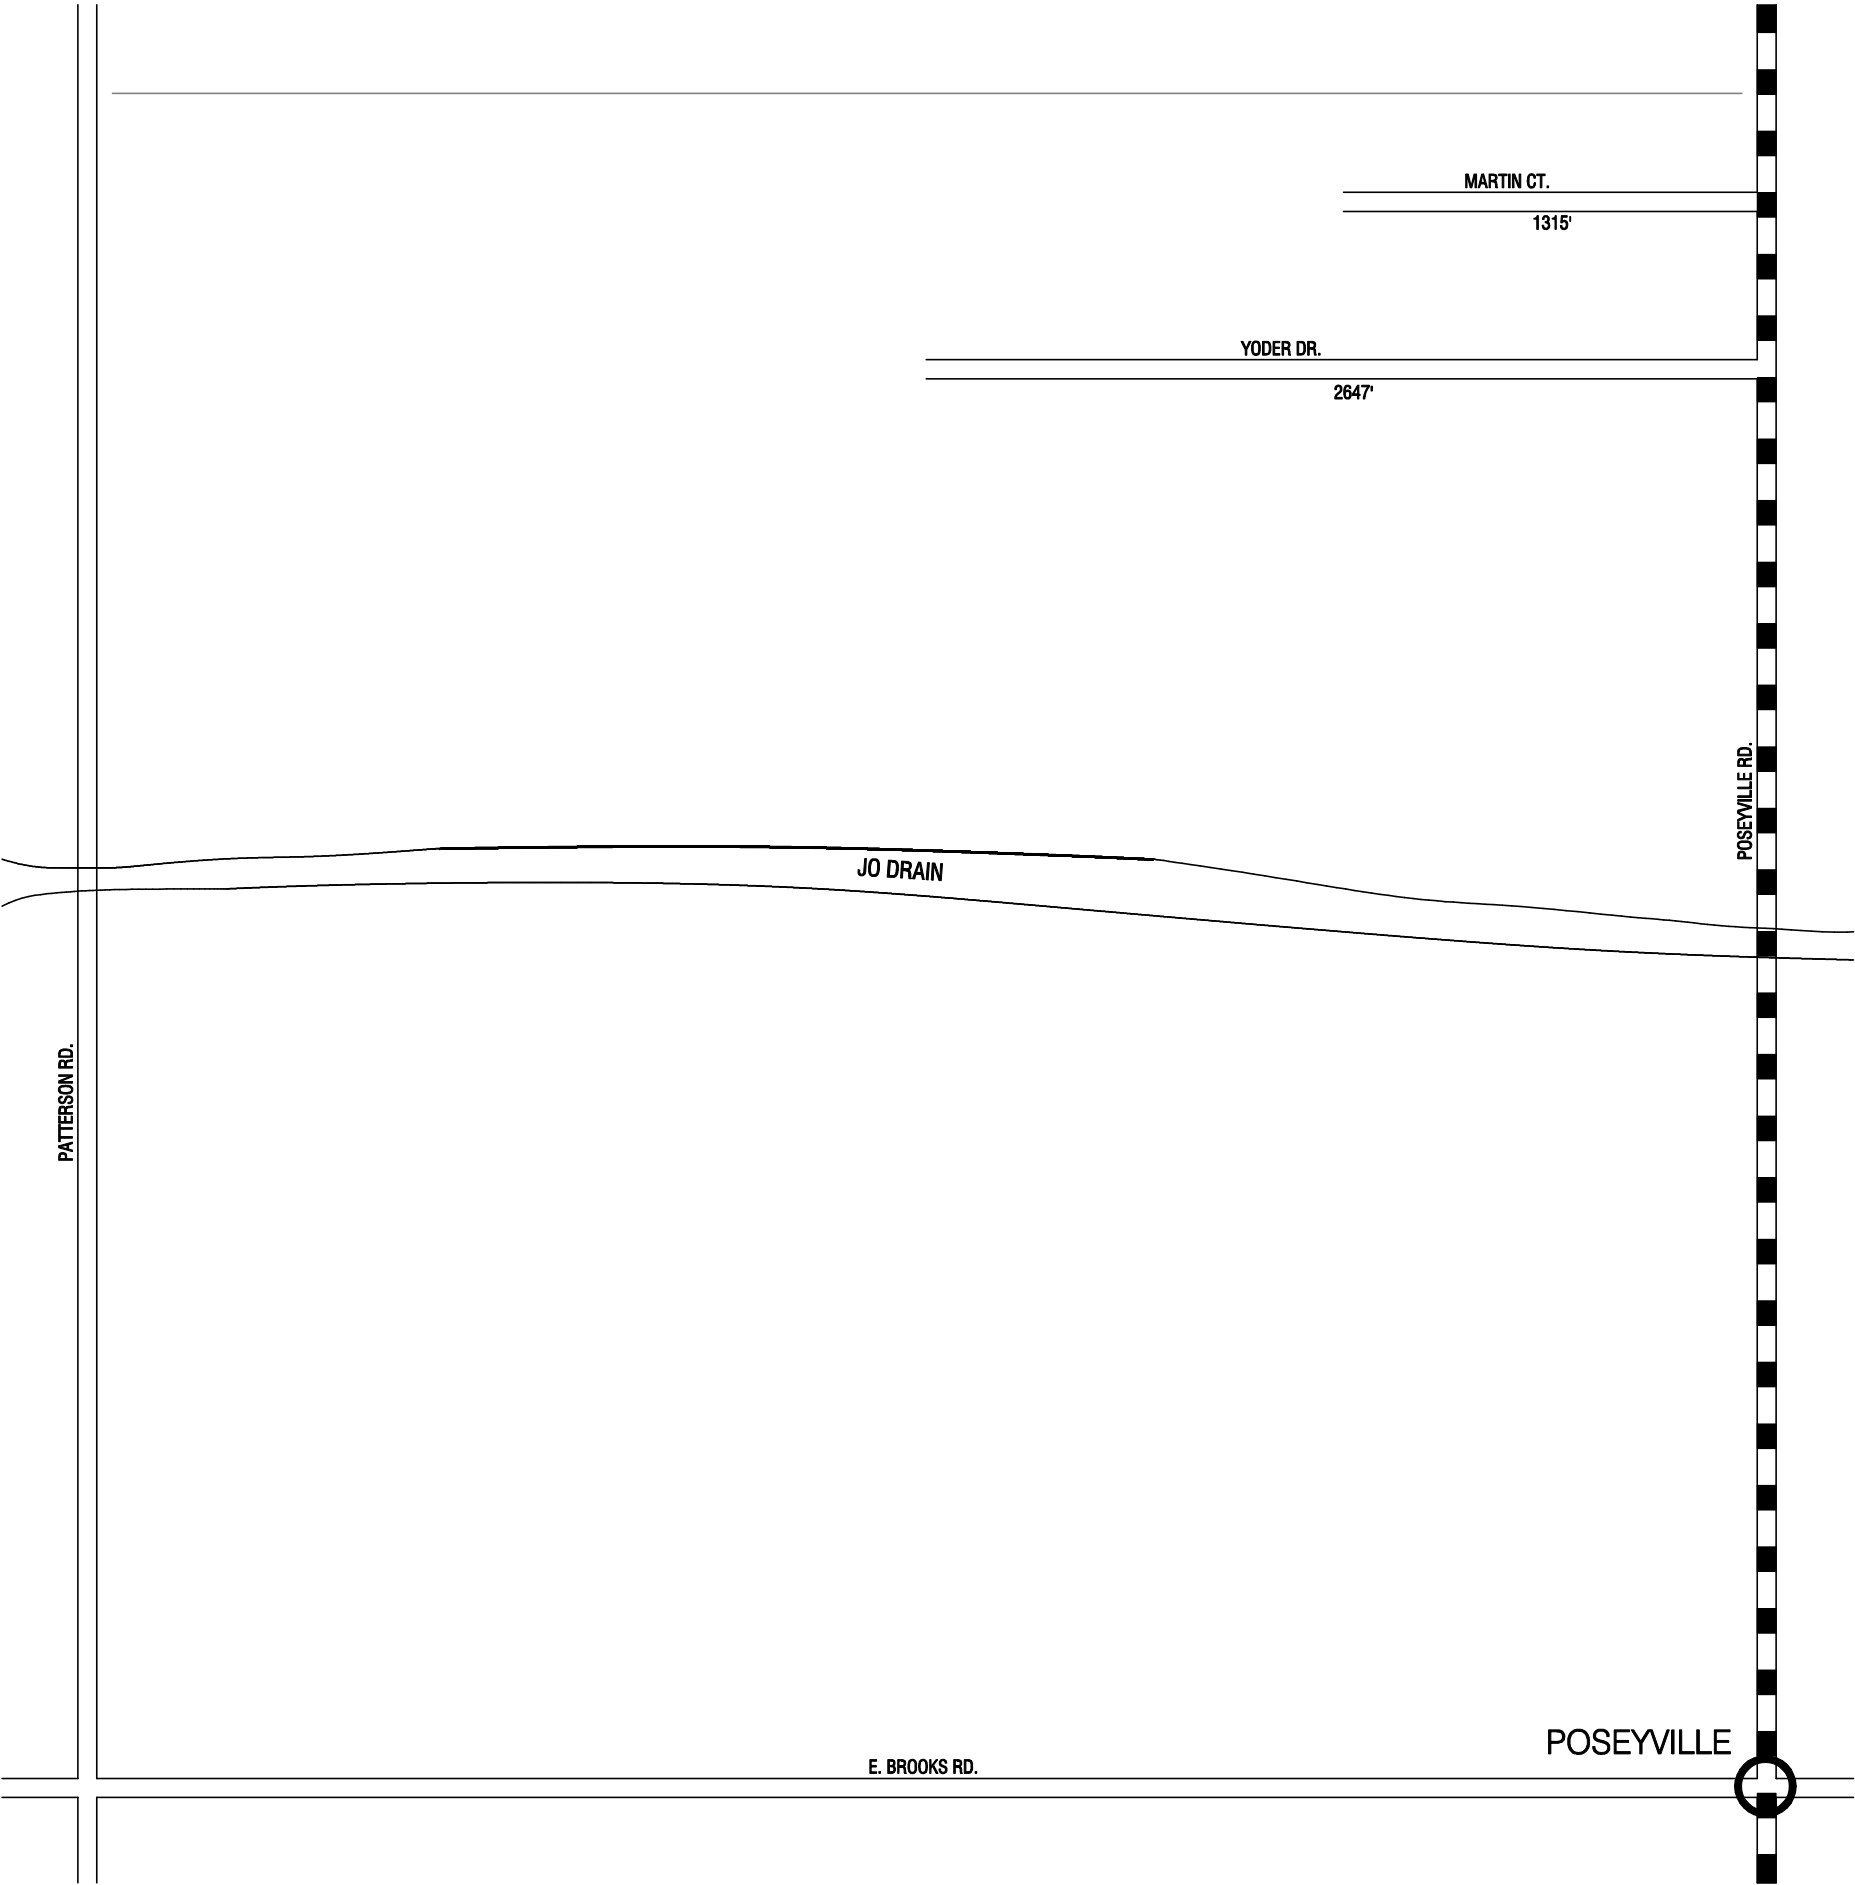 MARTIN CT.
1315'
YODER DR.
2647'
POSEYVILLE RD.
JO DRAIN
PATTERSON RD.
POSEYVILLE
E. BROOKS RD.